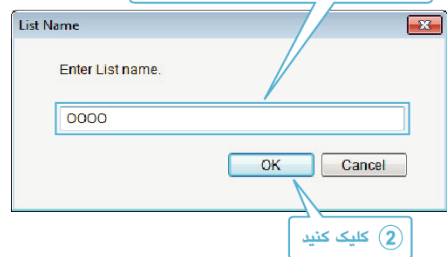 List Name
Enter List name.
OOOO
OK Cancel
② کلیک کنید